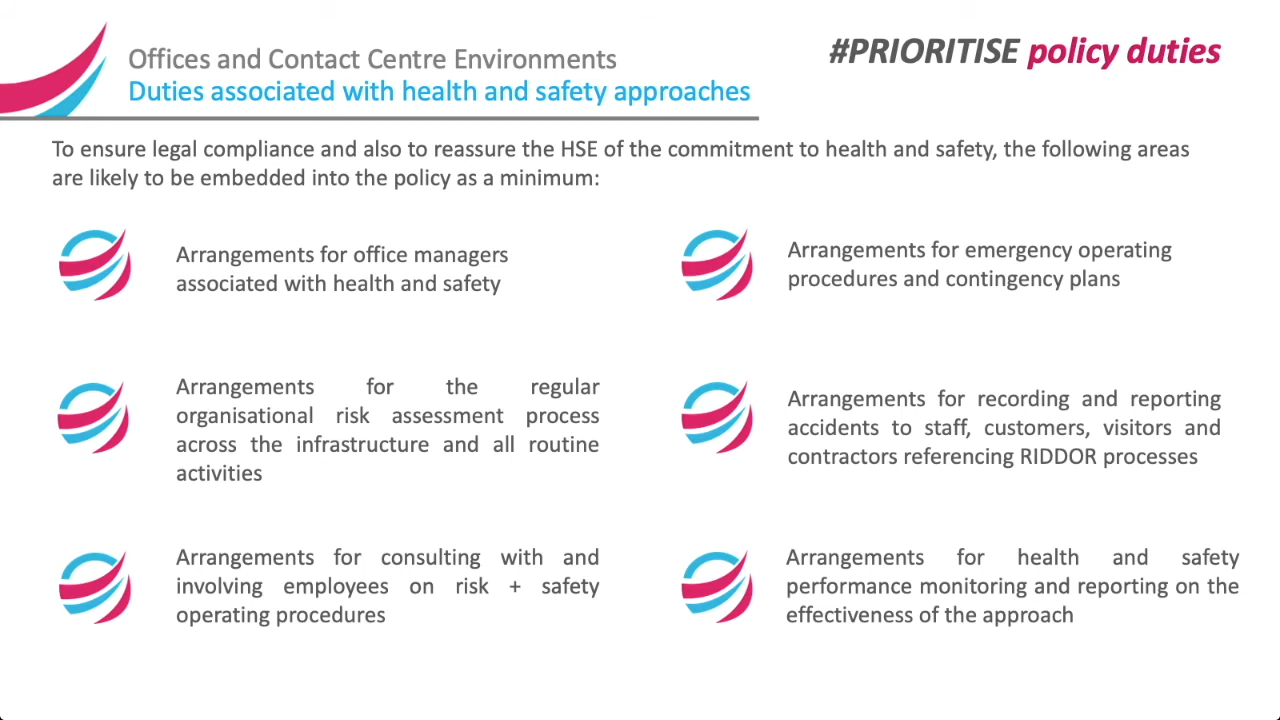 Offices and Contact Centre Environments
Duties associated with health and safety approaches
#PRIORITISE policy duties
To ensure legal compliance and also to reassure the HSE of the commitment to health and safety, the following areas
are likely to be embedded into the policy as a minimum:
Arrangements for office managers
associated with health and safety
Arrangements for the regular
organisational risk assessment process
across the infrastructure and all routine
activities
Arrangements for consulting with and
involving employees on risk + safety
operating procedures
Arrangements for emergency operating
procedures and contingency plans
Arrangements for recording and reporting
accidents to staff, customers, visitors and
contractors referencing RIDDOR processes
Arrangements for health and safety
performance monitoring and reporting on the
effectiveness of the approach